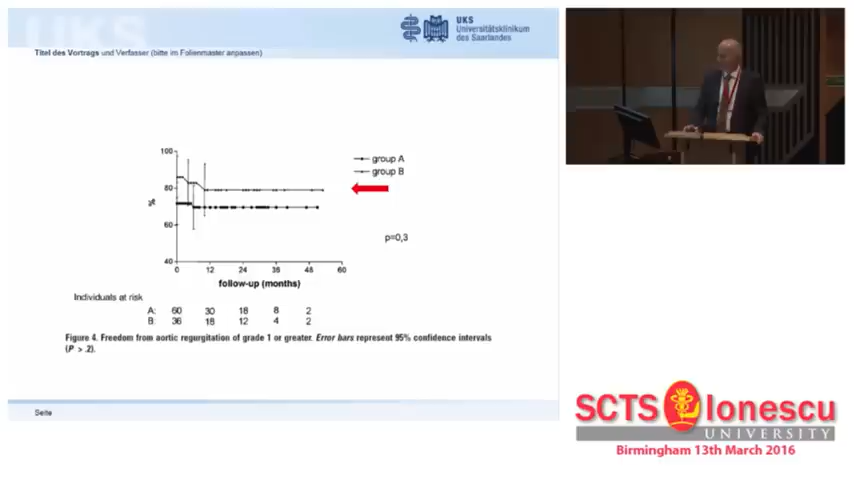 UKS
UKS
Universitätsklinikum
des Saarlandes
Titel des Vortrags und Verfasser (bitte im Folienmaster anpassen)
100
80
60
40
%
group A
group B
p=0,3
0 12 24 36 48 60
follow-up (months)
Individuals at risk
A: 60 30 18 8 2
B: 36 18 12 4 2
Figure 4. Freedom from aortic regurgitation of grade 1 or greater. Error bars represent 95% confidence intervals
(P > .2).
Seite
SCTS Ionescu
UNIVERSITY
Birmingham 13th March 2016